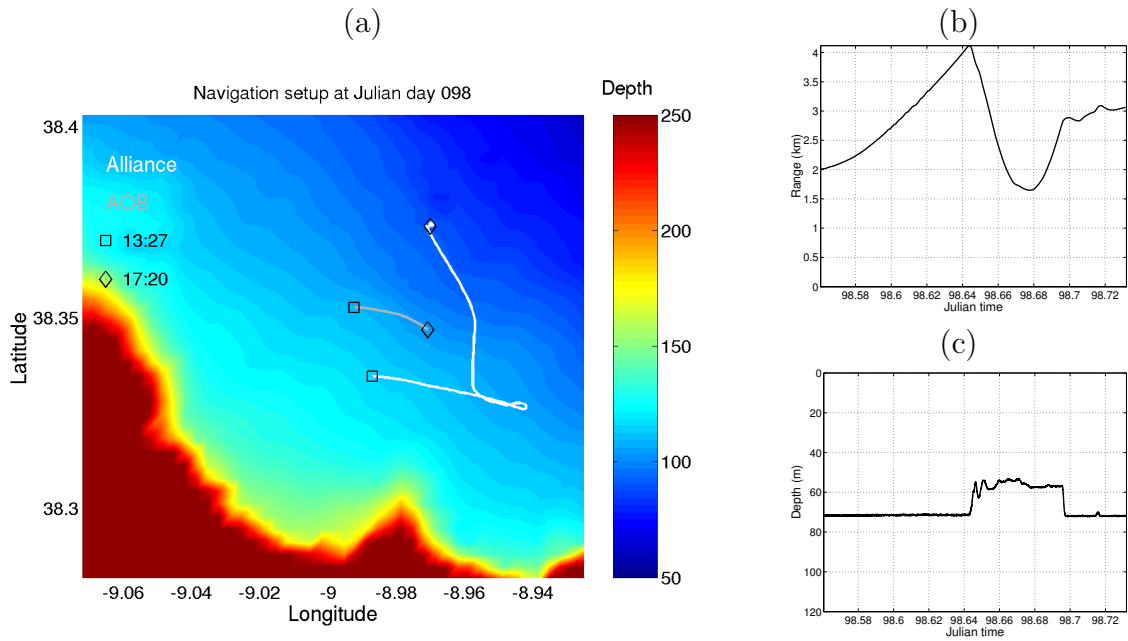 (a)
Navigation setup at Julian day 098
Depth
38.4
38.35
38.3
Latitude
Alliance
AOB
13:27
17:20
-9.06 -9.04 -9.02 -9 -8.98 -8.96 -8.94
Longitude
250
200
150
100
50
(b)
4
3.5
3
2.5
2
1.5
1
0.5
0
Range (km)
98.58 98.6 98.62 98.64 98.66 98.68 98.7 98.72
Julian time
(c)
0
20
40
60
80
100
120
Depth (m)
98.58 98.6 98.62 98.64 98.66 98.68 98.7 98.72
Julian time